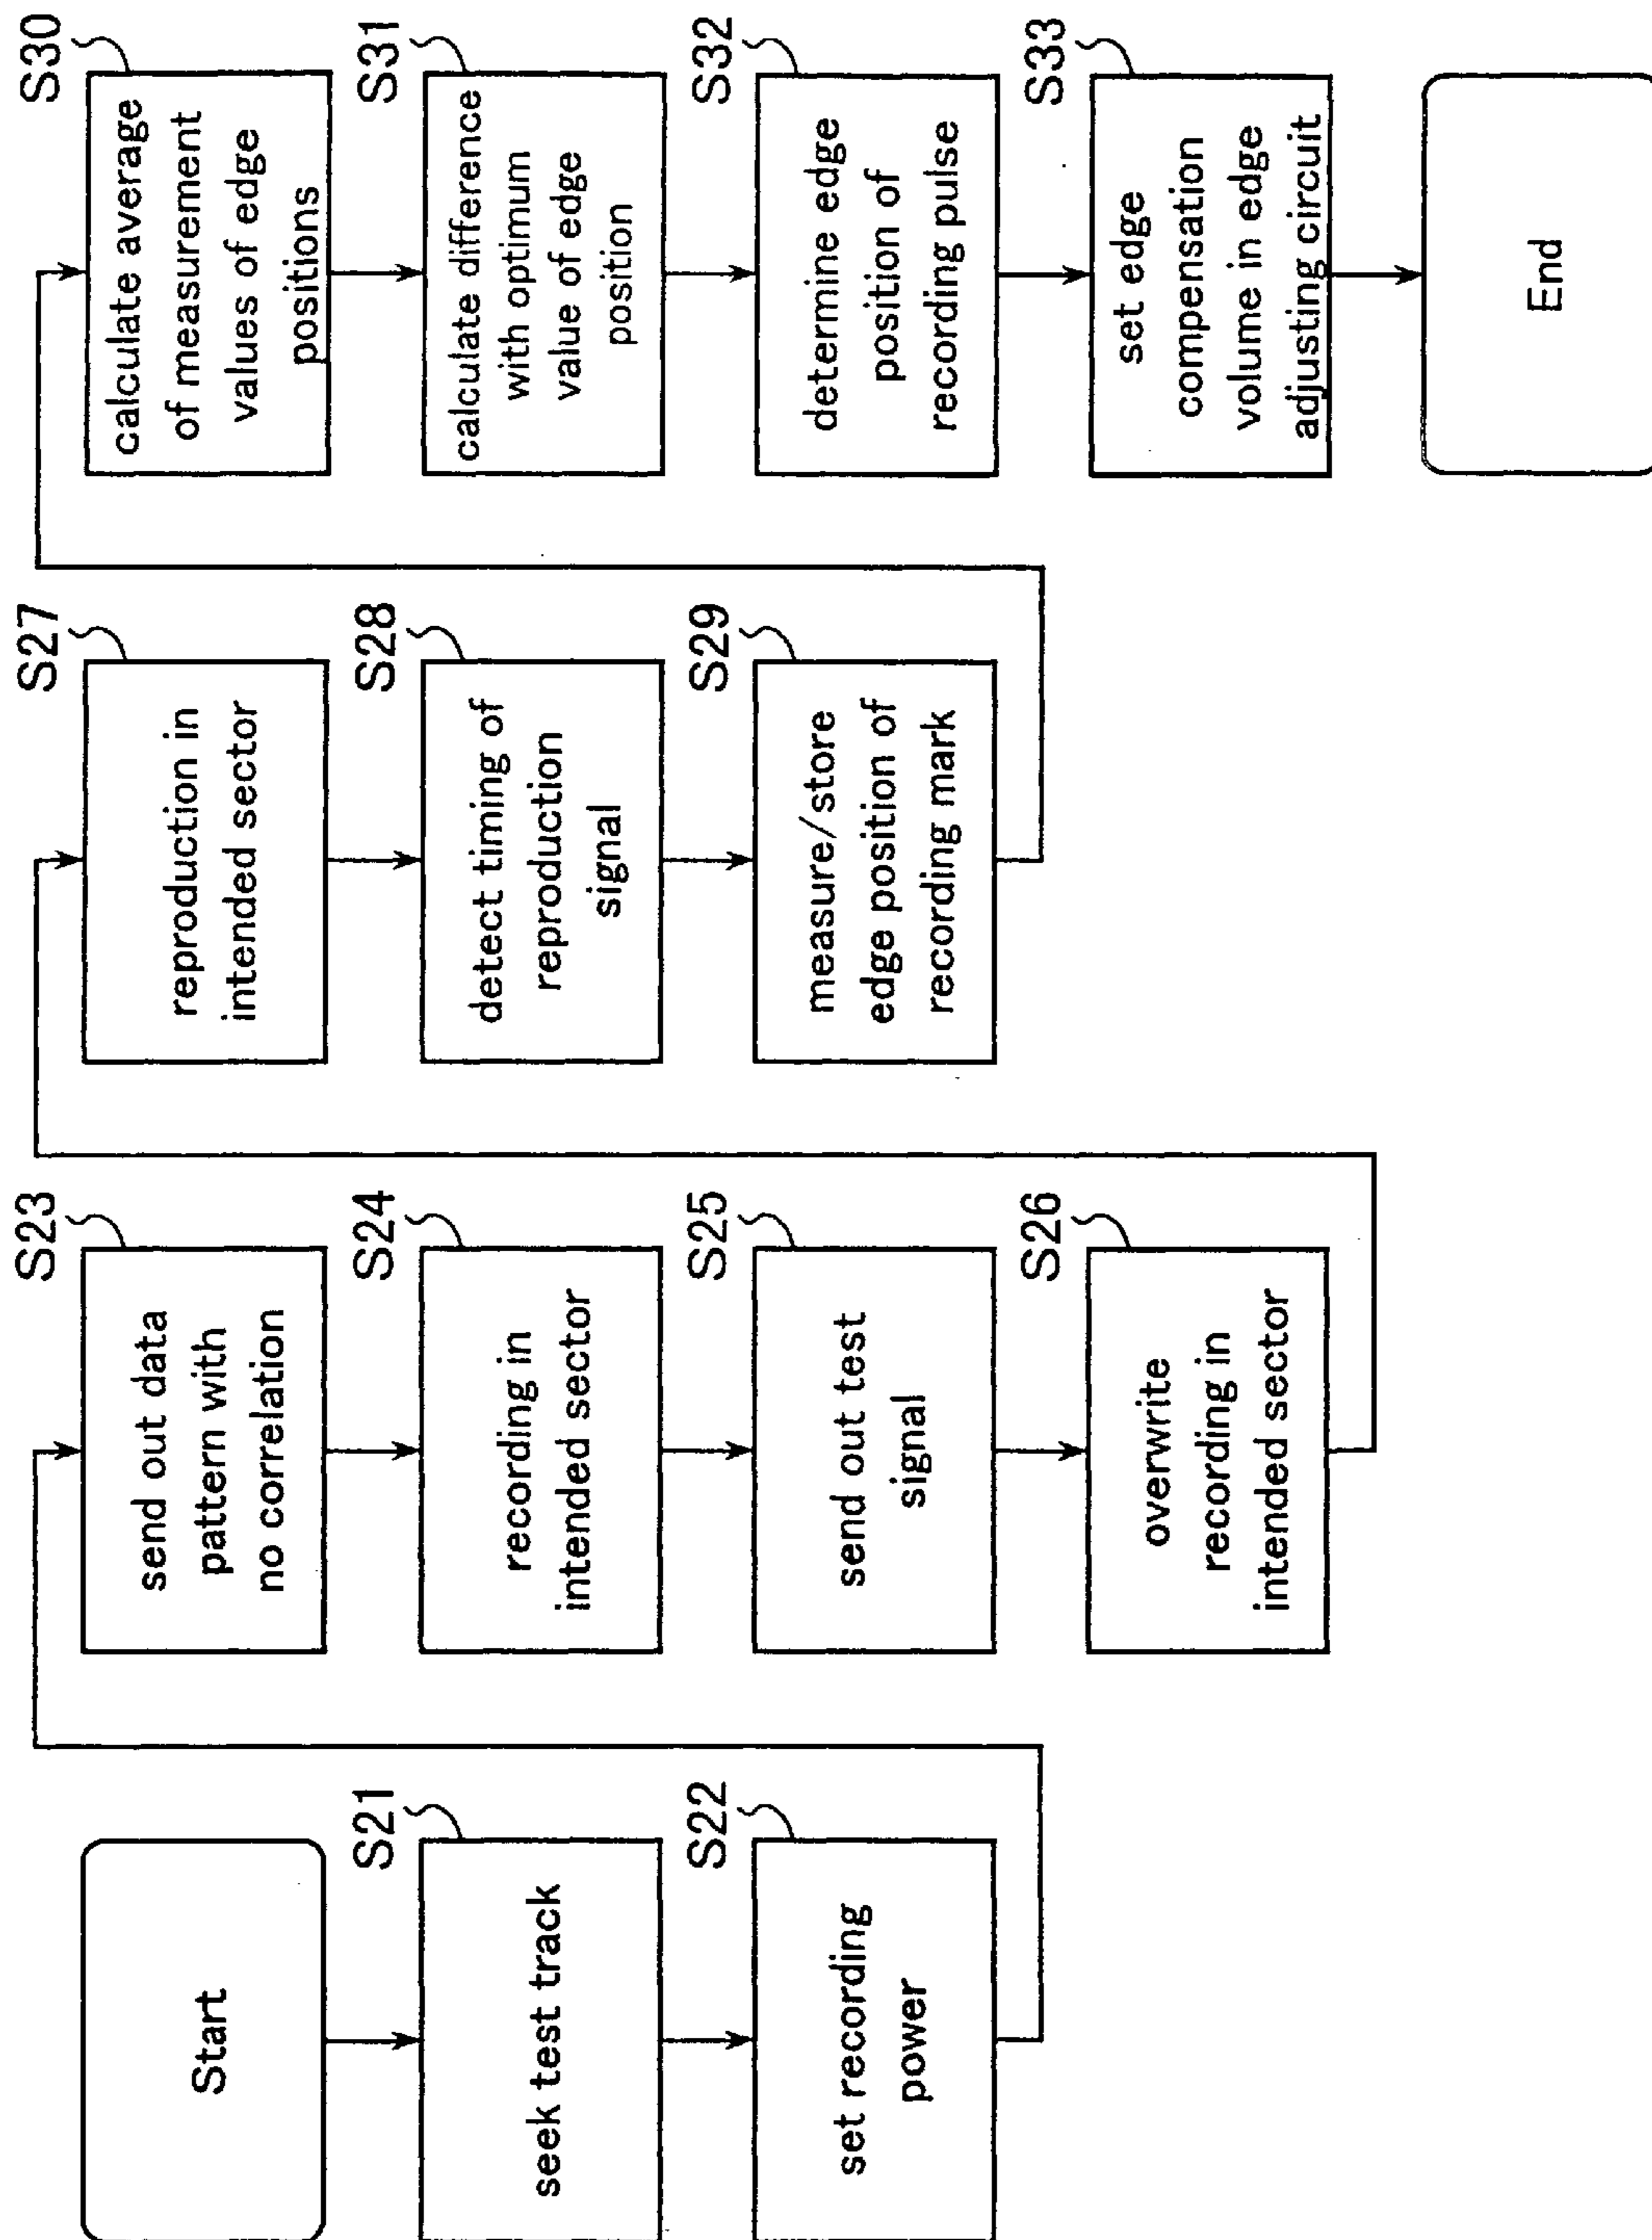 Start
S21
seek test track
S22
set recording
power
S23
send out data
pattern with
no correlation
S24
recording in
intended sector
S25
send out test
signal
S26
overwrite
recording in
intended sector
S27
reproduction in
intended sector
S28
detect timing of
reproduction
signal
S29
measure/store
edge position of
recording mark
S30
calculate average
of measurement
values of edge
positions
S31
calculate difference
with optimum
value of edge
position
S32
determine edge
position of
recording pulse
S33
set edge
compensation
volume in edge
adjusting circuit
End